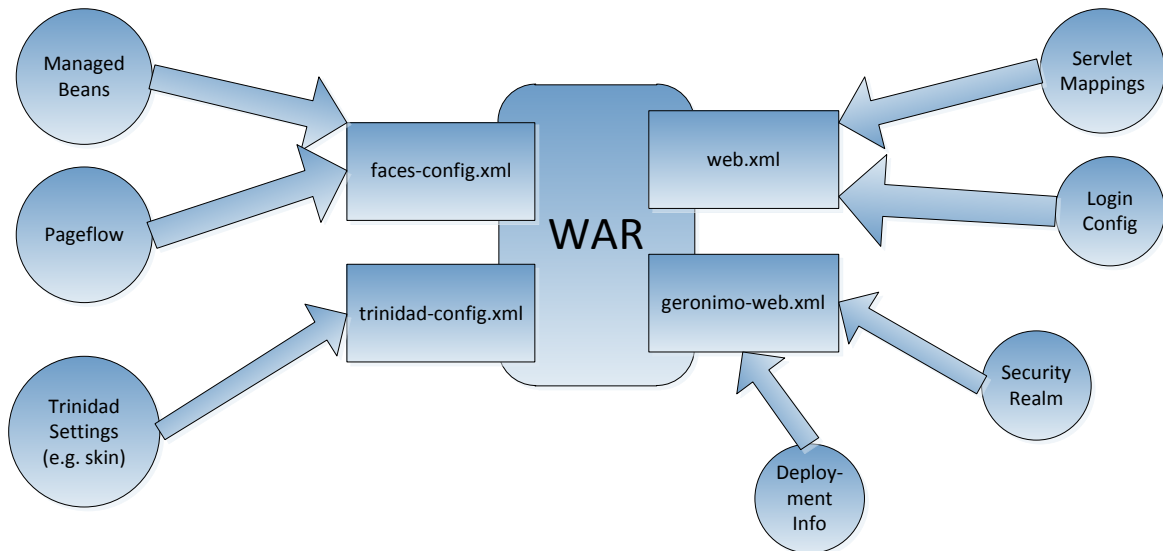 Managed
Beans
Servlet
Mappings
faces-config.xml
web.xml
Pageflow
WAR
Login
Config
trinidad-config.xml
geronimo-web.xml
Trinidad
Settings
(e.g. skin)
Security
Realm
Deploy-
ment
Info